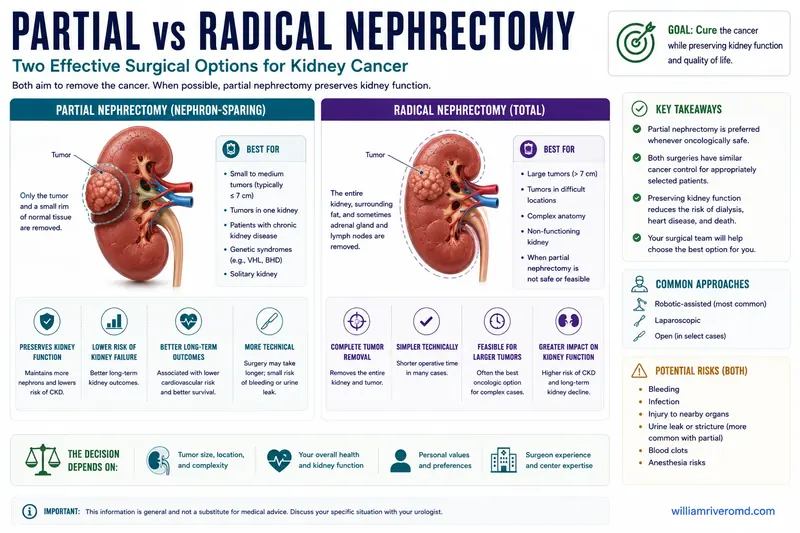 PARTIAL vs RADICAL NEPHRECTOMY
Two Effective Surgical Options for Kidney Cancer
Both aim to remove the cancer. When possible, partial nephrectomy preserves kidney function.
GOAL: Cure the cancer
while preserving kidney function
and quality of life.
PARTIAL NEPHRECTOMY (NEPHRON-SPARING)
Tumor
Only the tumor
and a small rim
of normal tissue
are removed.
BEST FOR
• Small to medium
tumors (typically
≤ 7 cm)
• Tumors in one kidney
• Patients with chronic
kidney disease
• Genetic syndromes
(e.g., VHL, BHD)
• Solitary kidney
PRESERVES KIDNEY
FUNCTION
Maintains more
nephrons and lowers
risk of CKD.
LOWER RISK OF
KIDNEY FAILURE
Better long-term
kidney outcomes.
BETTER LONG-TERM
OUTCOMES
Associated with lower
cardiovascular risk
and better survival.
MORE TECHNICAL
Surgery may take
longer; small risk
of bleeding or urine
leak.
RADICAL NEPHRECTOMY (TOTAL)
Tumor
The entire
kidney, surrounding
fat, and sometimes
adrenal gland and
lymph nodes are
removed.
BEST FOR
• Large tumors (> 7 cm)
• Tumors in difficult
locations
• Complex anatomy
• Non-functioning
kidney
• When partial
nephrectomy is
not safe or feasible
COMPLETE TUMOR
REMOVAL
Removes the entire
kidney and tumor.
SIMPLER TECHNICALLY
Shorter operative time
in many cases.
FEASIBLE FOR
LARGER TUMORS
Often the best
oncologic option for
complex cases.
GREATER IMPACT ON
KIDNEY FUNCTION
Higher risk of CKD
and long-term
kidney decline.
KEY TAKEAWAYS
Partial nephrectomy is preferred
whenever oncologically safe.
Both surgeries have similar
cancer control for appropriately
selected patients.
Preserving kidney function
reduces the risk of dialysis,
heart disease, and death.
Your surgical team will help
choose the best option for you.
COMMON APPROACHES
Robotic-assisted (most common)
Laparoscopic
Open (in select cases)
POTENTIAL RISKS (BOTH)
• Bleeding
• Infection
• Injury to nearby organs
• Urine leak or stricture (more
common with partial)
• Blood clots
• Anesthesia risks
THE DECISION
DEPENDS ON:
Tumor size, location,
and complexity
Your overall health
and kidney function
Personal values
and preferences
Surgeon experience
and center expertise
IMPORTANT: This information is general and not a substitute for medical advice. Discuss your specific situation with your urologist.
williamriveromd.com